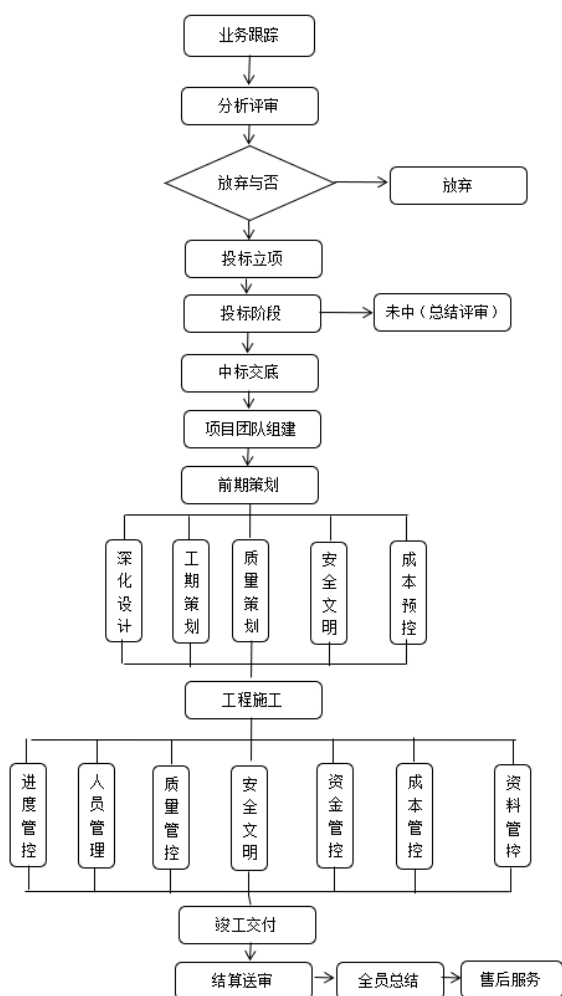 业务跟踪
分析评审
放弃与否
放弃
投标立项
投标阶段
未中（总结评审）
中标交底
项目团队组建
前期策划
深化设计
工期策划
质量策划
安全文明
成本预控
工程施工
进度管控
人员管理
质量管控
安全文明
资金管控
成本管控
资料管控
竣工交付
结算送审
全员总结
售后服务